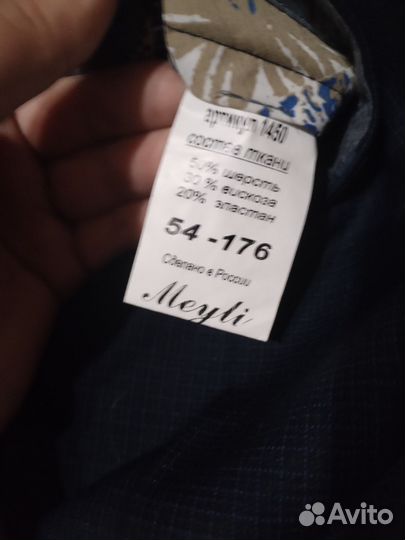 артикул 1450
состав ткани
50% шерсть
30% вискоза
20% эластан
54-176
Сделано в России
Meyli
Avito